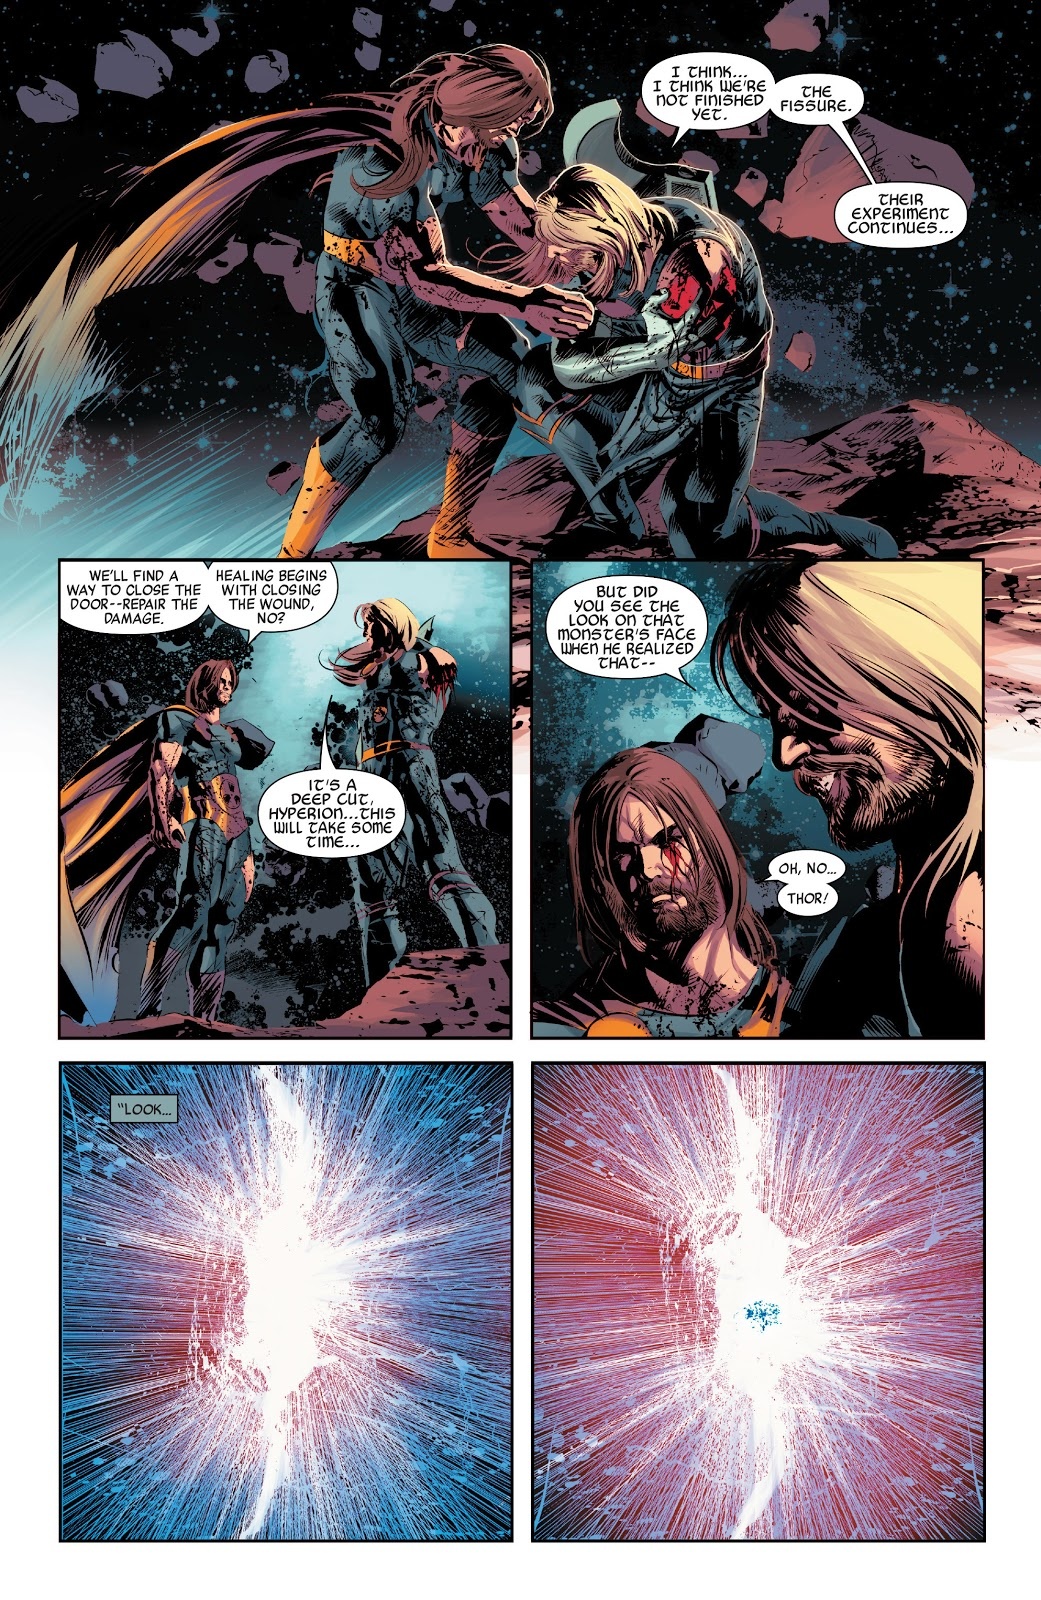 I THINK...
I THINK WE'RE
NOT FINISHED
YET.
THE
FISSURE.
THEIR
EXPERIMENT
CONTINUES...
WE'LL FIND A
WAY TO CLOSE THE
DOOR--REPAIR THE
DAMAGE.
HEALING BEGINS
WITH CLOSING
THE WOUND,
NO?
IT'S A
DEEP CUT,
HYPERION...THIS
WILL TAKE SOME
TIME...
BUT DID
YOU SEE THE
LOOK ON THAT
MONSTER'S FACE
WHEN HE REALIZED
THAT--
OH, NO...
THOR!
"LOOK...